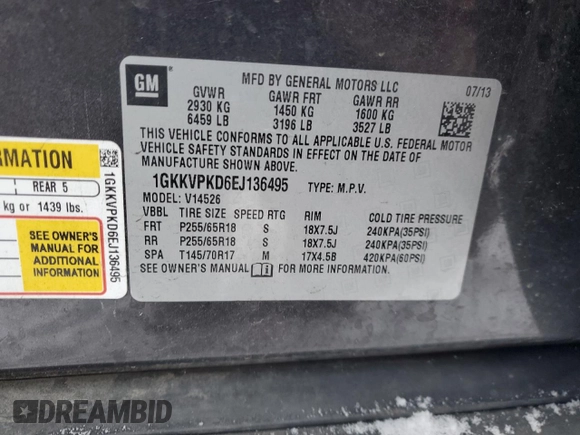 GM
MFD BY GENERAL MOTORS LLC 07/13
GVWR GAWR FRT GAWR RR
2930 KG 1450 KG 1600 KG
6459 LB 3196 LB 3527 LB
THIS VEHICLE CONFORMS TO ALL APPLICABLE U.S. FEDERAL MOTOR
VEHICLE SAFETY STANDARDS IN EFFECT ON THE DATE OF
MANUFACTURE SHOWN ABOVE.
1GKKVPKD6EJ136495 TYPE: M.P.V.
MODEL: V14526
VBBL TIRE SIZE SPEED RTG RIM
FRT P255/65R18 S 18X7.5J 240KPA(35PSI)
RR P255/65R18 S 18X7.5J 240KPA(35PSI)
SPA T145/70R17 M 17X4.5B 420KPA(60PSI)
SEE OWNER'S MANUAL FOR MORE INFORMATION.
REAR 5
kg or 1439 lbs.
SEE OWNER'S
MANUAL FOR
ADDITIONAL
INFORMATION
1GKKVPKD6EJ136495
DREAMBID.COM